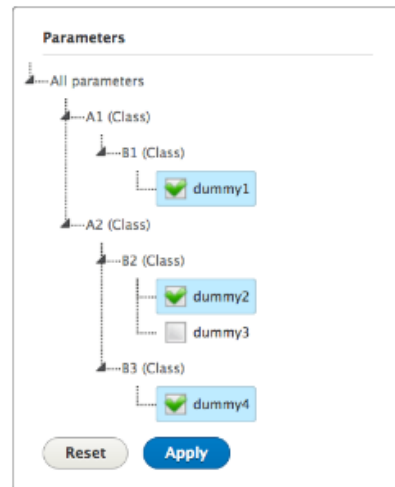 Parameters
All parameters
A1 (Class)
B1 (Class)
dummy1
A2 (Class)
B2 (Class)
dummy2
dummy3
B3 (Class)
dummy4
Reset Apply